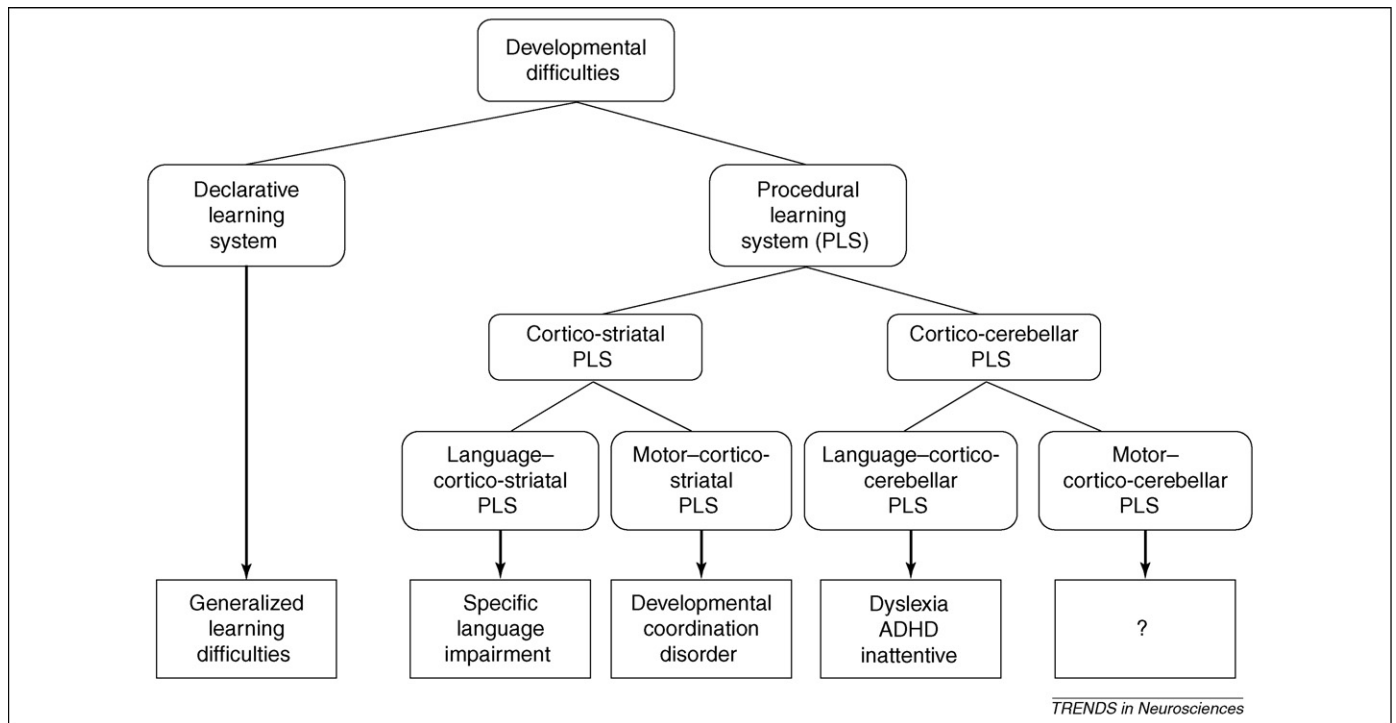 Developmental
difficulties
Declarative
learning
system
Procedural
learning
system (PLS)
Cortico-striatal
PLS
Cortico-cerebellar
PLS
Language–
cortico-striatal
PLS
Motor–cortico-
striatal
PLS
Language–cortico-
cerebellar
PLS
Motor–
cortico-cerebellar
PLS
Generalized
learning
difficulties
Specific
language
impairment
Developmental
coordination
disorder
Dyslexia
ADHD
inattentive
?
TRENDS in Neurosciences